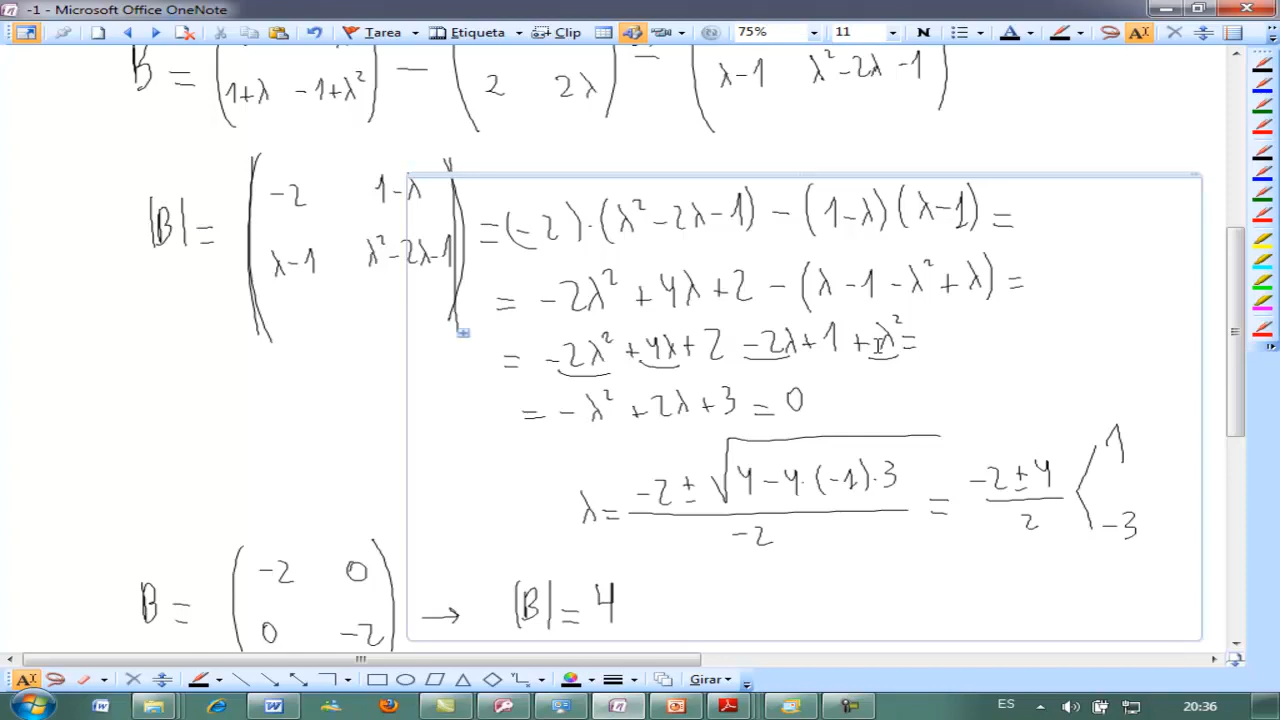 -1 - Microsoft Office OneNote
Tarea Etiqueta Clip 75% 11 N A A
B = ( 1+λ -1+λ² ) - ( 2 2λ ) = ( λ-1 λ²-2λ-1 )
|B| = ( -2 1-λ
λ-1 λ²-2λ-1 )
= (-2)·(λ²-2λ-1) - (1-λ)(λ-1) =
= -2λ² + 4λ + 2 - (λ-1-λ²+λ) =
= -2λ² + 4λ + 2 - 2λ + 1 + λ² =
= -λ² + 2λ + 3 = 0
λ = (-2 ± √(4-4·(-1)·3)) / -2 = (-2 ± 4) / 2 < 1
-3
B = ( -2 0
0 -2 ) → |B| = 4
A Girar
ES 20:36